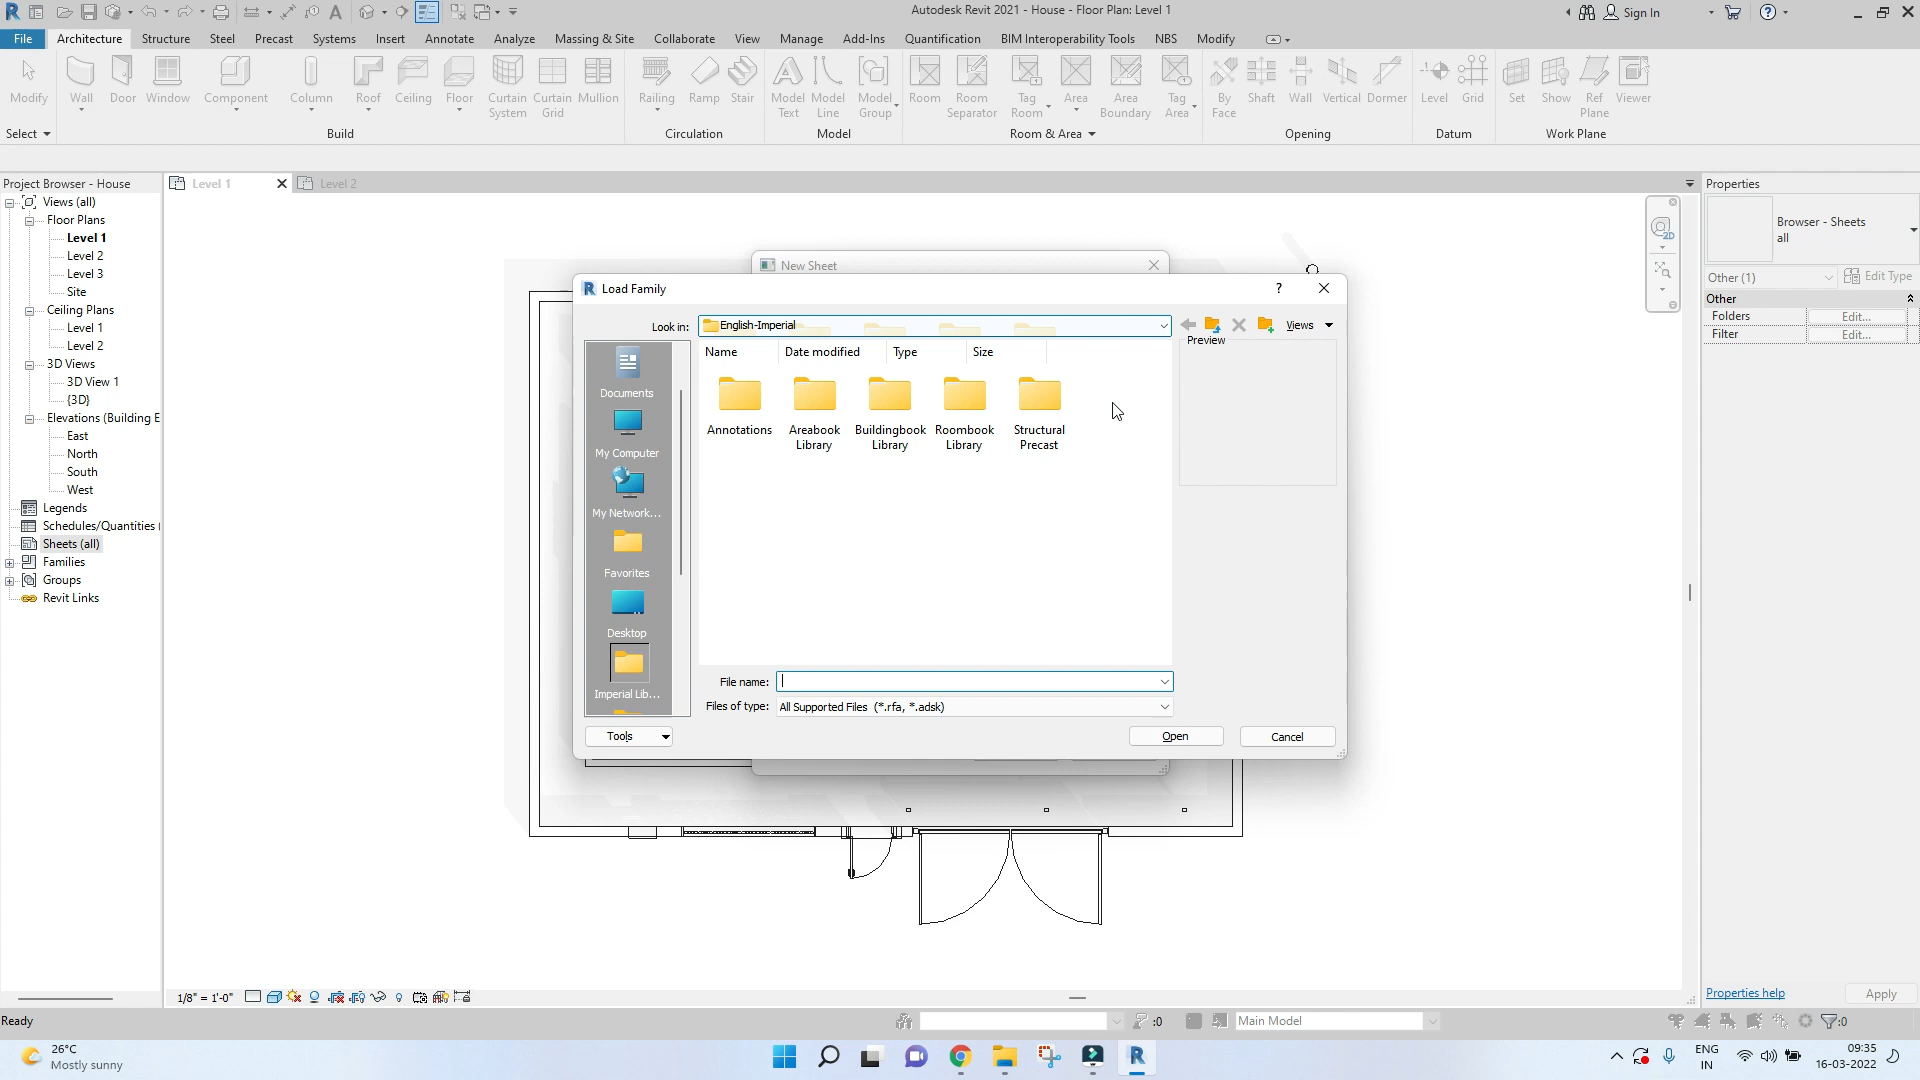 Autodesk Revit 2021 - House - Floor Plan: Level 1
Sign In
File Architecture Structure Steel Precast Systems Insert Annotate Analyze Massing & Site Collaborate View Manage Add-Ins Quantification BIM Interoperability Tools NBS Modify
Modify Wall Door Window Component Column Roof Ceiling Floor Curtain System Curtain Grid Mullion Railing Ramp Stair Model Text Model Line Model Group Room Room Separator Tag Room Area Area Boundary Tag Area By Face Shaft Wall Vertical Dormer Level Grid Set Show Ref Plane Viewer
Select Build Circulation Model Room & Area Opening Datum Work Plane
Project Browser - House
Level 1
Level 2
Properties
Views (all)
Floor Plans
Level 1
Level 2
Level 3
Site
Ceiling Plans
Level 1
Level 2
3D Views
3D View 1
{3D}
Elevations (Building E
East
North
South
West
Legends
Schedules/Quantities (
Sheets (all)
Families
Groups
Revit Links
New Sheet
Load Family
Look in: English-Imperial
Views
Name Date modified Type Size
Preview
Documents
My Computer
My Network...
Favorites
Desktop
Imperial Lib...
Annotations
Areabook Library
Buildingbook Library
Roombook Library
Structural Precast
File name:
Files of type: All Supported Files (*.rfa, *.adsk)
Tools
Open
Cancel
2D
Browser - Sheets
all
Other (1)
Edit Type
Other
Folders Edit...
Filter Edit...
Properties help
Apply
1/8" = 1'-0"
Ready
:0
Main Model
:0
26°C
Mostly sunny
ENG
IN
09:35
16-03-2022